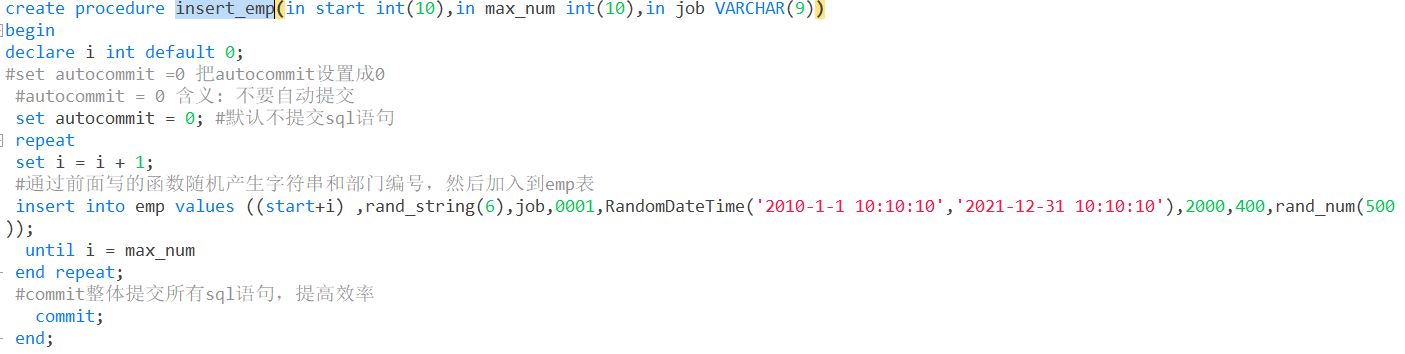 create procedure insert_emp(in start int(10),in max_num int(10),in job VARCHAR(9))
begin
declare i int default 0;
#set autocommit =0 把autocommit设置成0
#autocommit = 0 含义: 不要自动提交
set autocommit = 0; #默认不提交sql语句
repeat
set i = i + 1;
#通过前面写的函数随机产生字符串和部门编号，然后加入到emp表
insert into emp values ((start+i) ,rand_string(6),job,0001,RandomDateTime('2010-1-1 10:10:10','2021-12-31 10:10:10'),2000,400,rand_num(500
));
until i = max_num
end repeat;
#commit整体提交所有sql语句，提高效率
commit;
end;